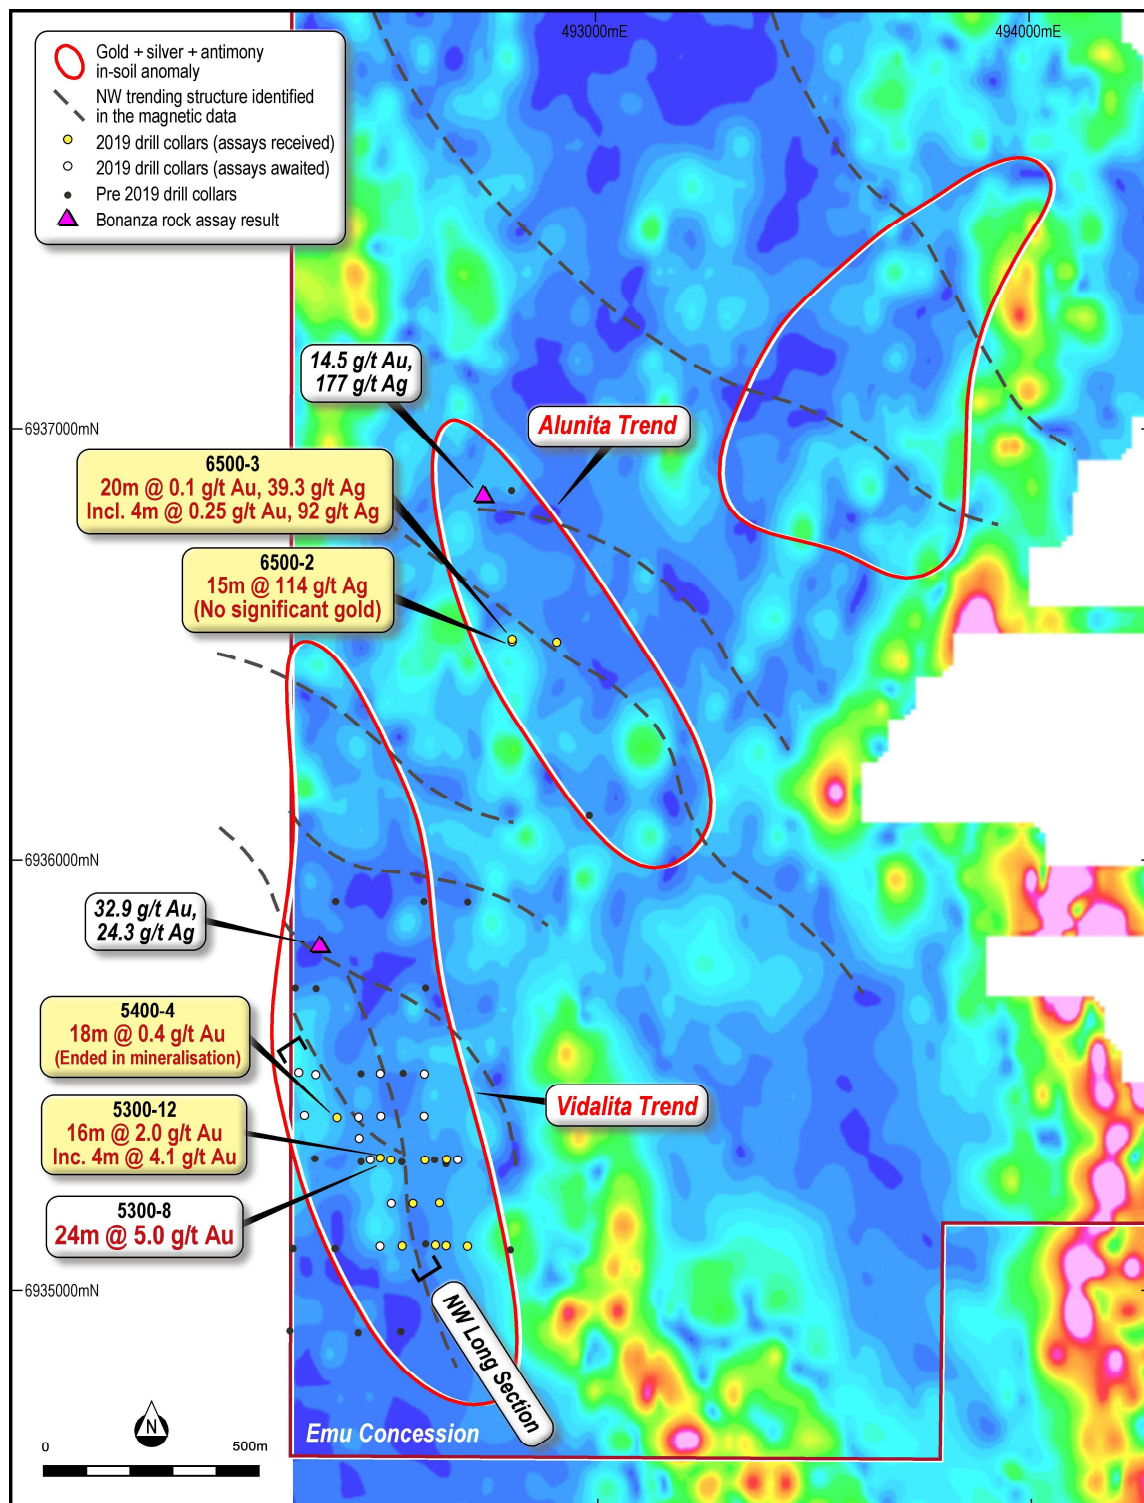 493000mE
494000mE
Gold + silver + antimony
in-soil anomaly
NW trending structure identified
in the magnetic data
2019 drill collars (assays received)
2019 drill collars (assays awaited)
Pre 2019 drill collars
Bonanza rock assay result
14.5 g/t Au,
177 g/t Ag
Alunita Trend
6937000mN
6500-3
20m @ 0.1 g/t Au, 39.3 g/t Ag
Incl. 4m @ 0.25 g/t Au, 92 g/t Ag
6500-2
15m @ 114 g/t Ag
(No significant gold)
6936000mN
32.9 g/t Au,
24.3 g/t Ag
5400-4
18m @ 0.4 g/t Au
(Ended in mineralisation)
Vidalita Trend
5300-12
16m @ 2.0 g/t Au
Inc. 4m @ 4.1 g/t Au
5300-8
24m @ 5.0 g/t Au
6935000mN
NW Long Section
Emu Concession
N
0 500m